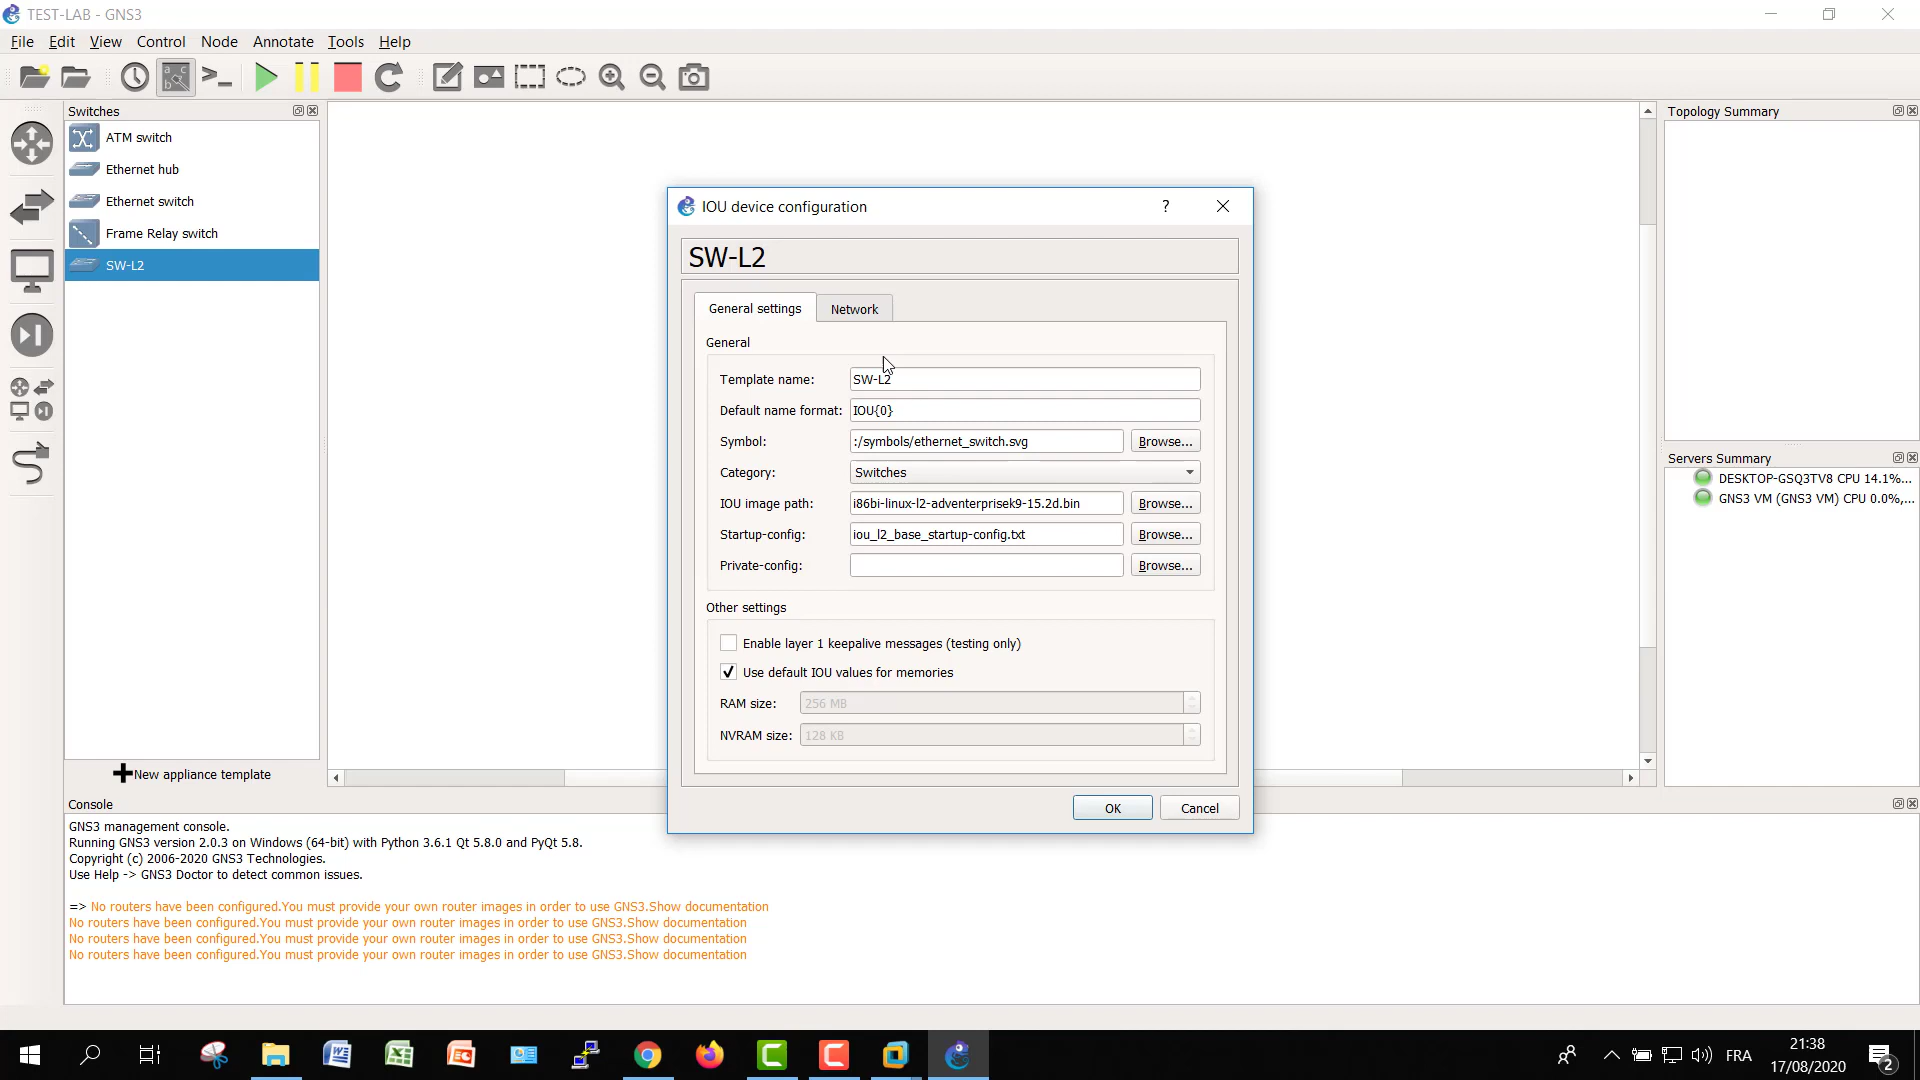 TEST-LAB - GNS3
File Edit View Control Node Annotate Tools Help
Switches
ATM switch
Ethernet hub
Ethernet switch
Frame Relay switch
SW-L2
New appliance template
Topology Summary
Servers Summary
DESKTOP-GSQ3TV8 CPU 14.1%...
GNS3 VM (GNS3 VM) CPU 0.0%,...
IOU device configuration
?
SW-L2
General settings
Network
General
Template name: SW-L2
Default name format: IOU{0}
Symbol: :/symbols/ethernet_switch.svg Browse...
Category: Switches
IOU image path: i86bi-linux-l2-adventerprisek9-15.2d.bin Browse...
Startup-config: iou_l2_base_startup-config.txt Browse...
Private-config: Browse...
Other settings
Enable layer 1 keepalive messages (testing only)
Use default IOU values for memories
RAM size: 256 MB
NVRAM size: 128 KB
OK Cancel
Console
GNS3 management console.
Running GNS3 version 2.0.3 on Windows (64-bit) with Python 3.6.1 Qt 5.8.0 and PyQt 5.8.
Copyright (c) 2006-2020 GNS3 Technologies.
Use Help -> GNS3 Doctor to detect common issues.
=> No routers have been configured.You must provide your own router images in order to use GNS3.Show documentation
No routers have been configured.You must provide your own router images in order to use GNS3.Show documentation
No routers have been configured.You must provide your own router images in order to use GNS3.Show documentation
No routers have been configured.You must provide your own router images in order to use GNS3.Show documentation
FRA
21:38
17/08/2020
2